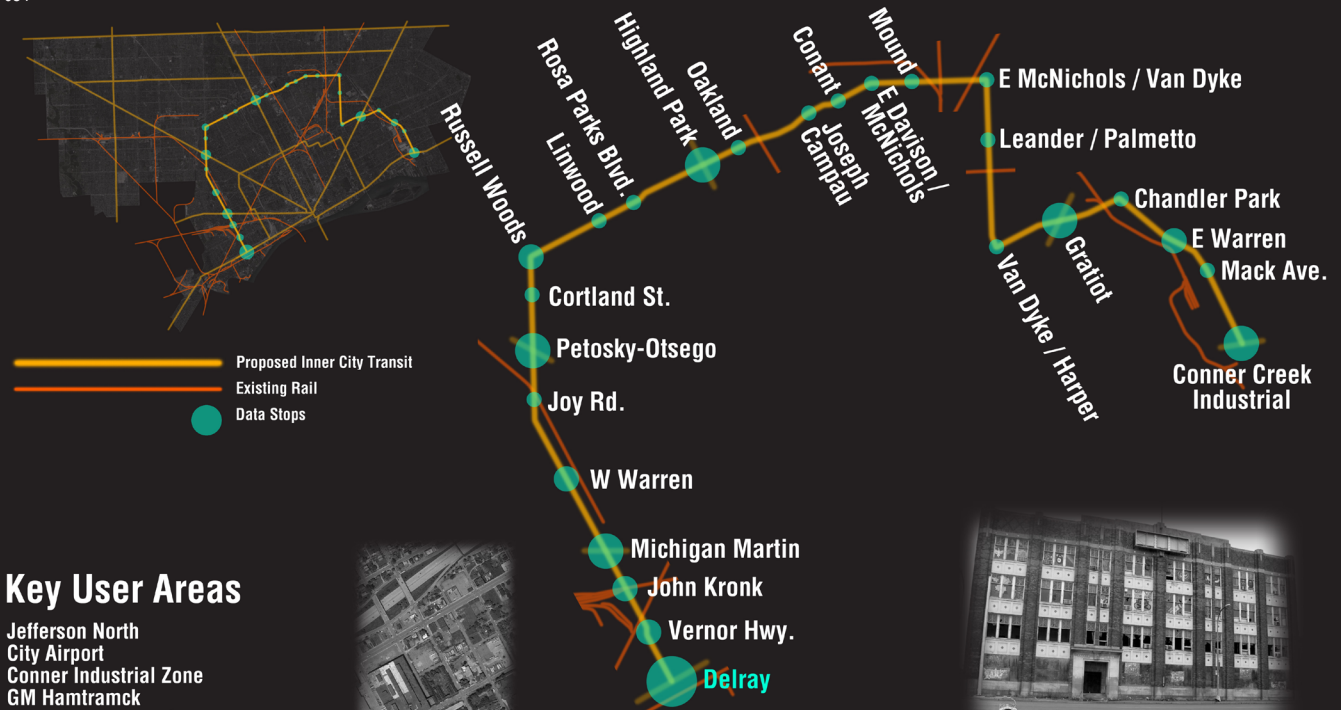 Russell Woods
Linwood
Rosa Parks Blvd.
Highland Park
Oakland
Conant
Joseph
Campau
Mound
E Davison /
McNichols
E McNichols / Van Dyke
Leander / Palmetto
Van Dyke / Harper
Gratiot
Chandler Park
E Warren
Mack Ave.
Conner Creek
Industrial
Cortland St.
Petosky-Otsego
Joy Rd.
W Warren
Michigan Martin
John Kronk
Vernor Hwy.
Delray
Proposed Inner City Transit
Existing Rail
Data Stops
Key User Areas
Jefferson North
City Airport
Conner Industrial Zone
GM Hamtramck